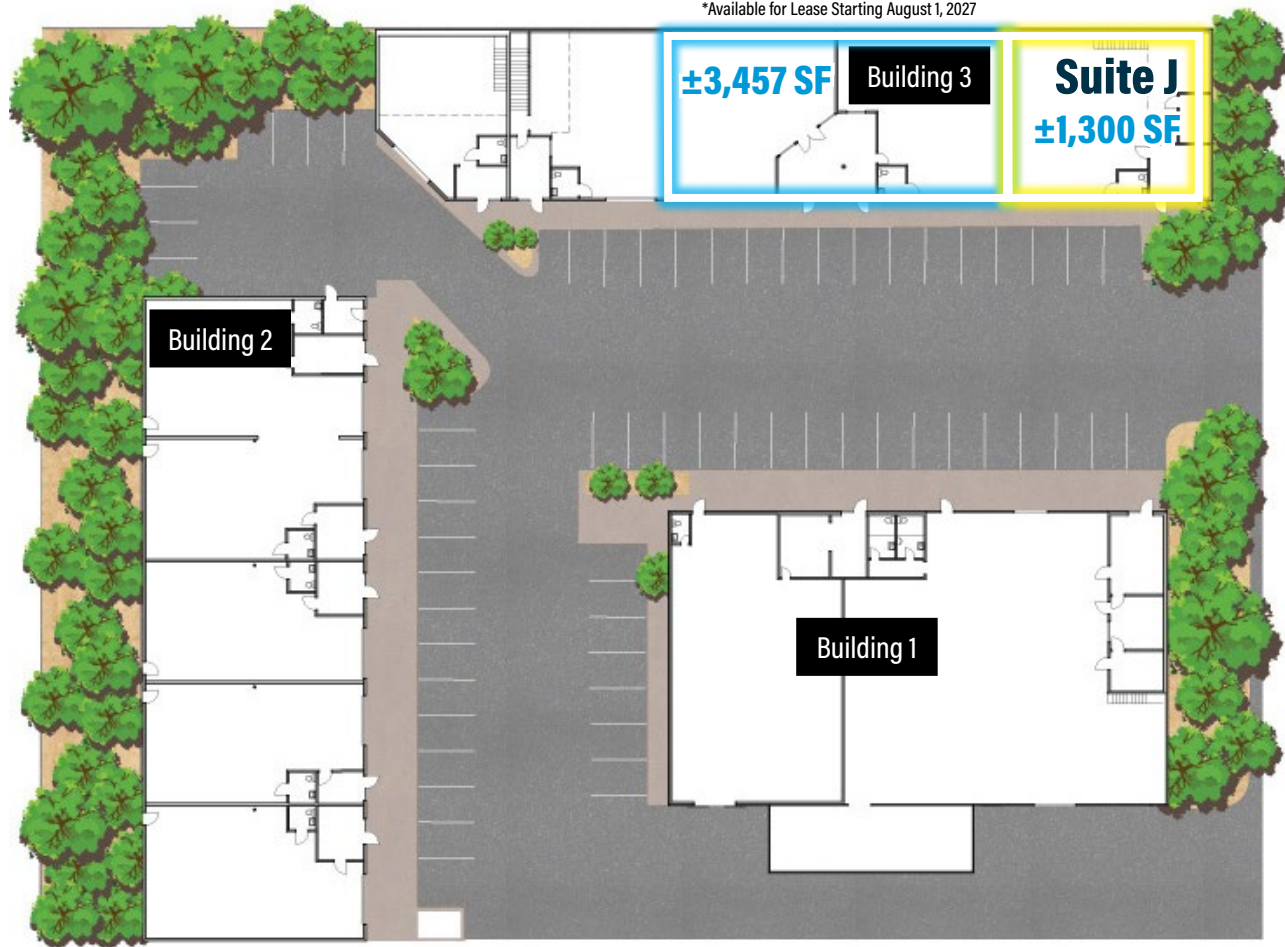 *Available for Lease Starting August 1, 2027
±3,457 SF
Building 3
Suite J
±1,300 SF
Building 2
Building 1